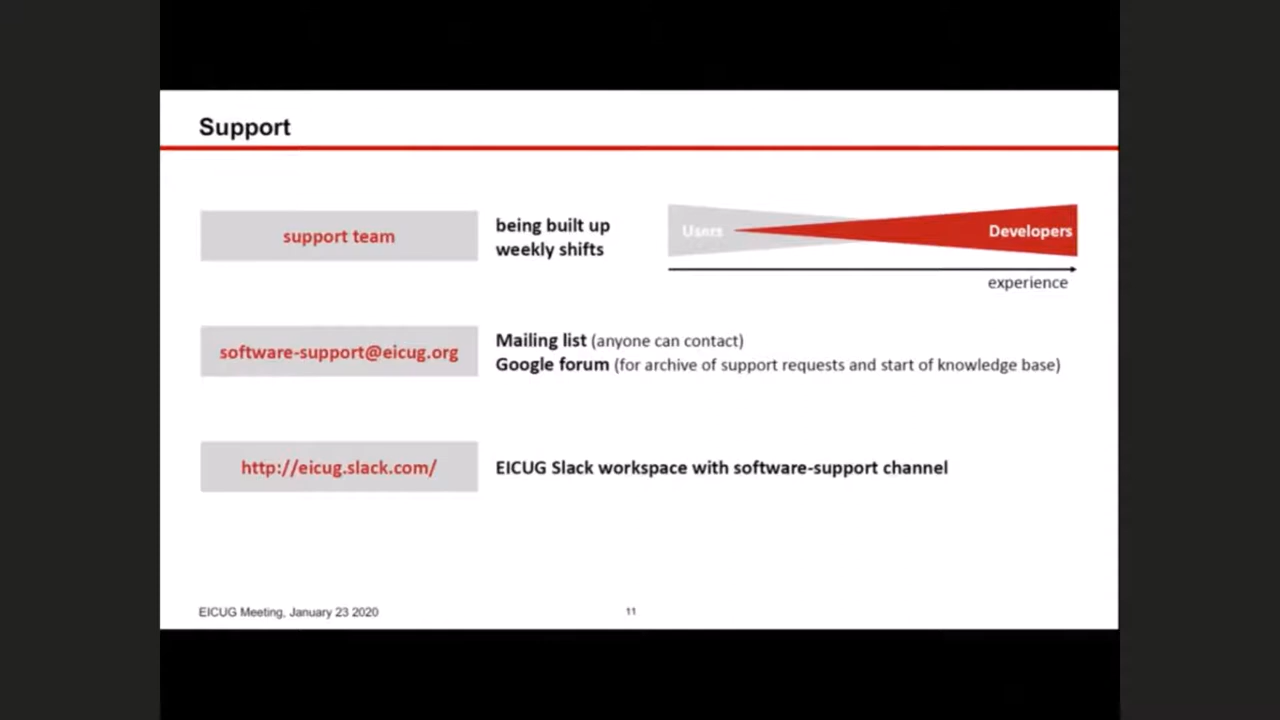 Support
support team
being built up
weekly shifts
Users
Developers
experience
software-support@eicug.org
Mailing list (anyone can contact)
Google forum (for archive of support requests and start of knowledge base)
http://eicug.slack.com/
EICUG Slack workspace with software-support channel
EICUG Meeting, January 23 2020
11